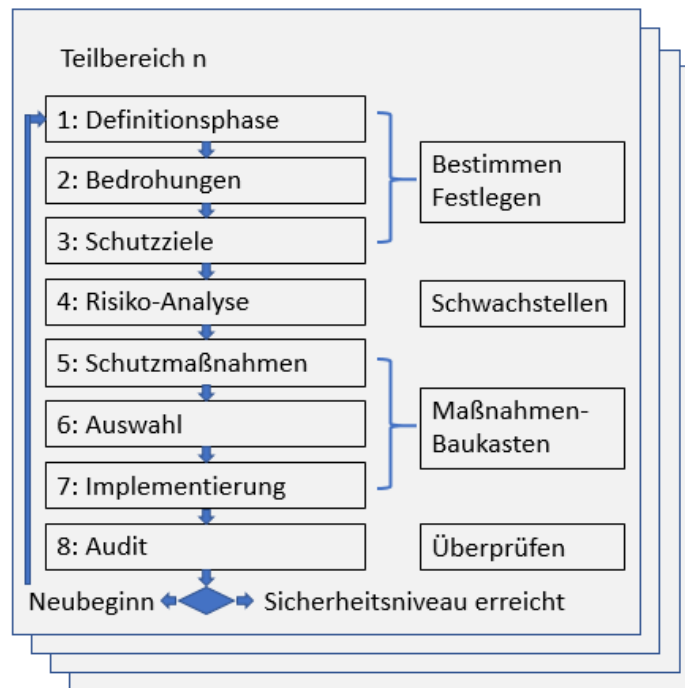 Teilbereich n
1: Definitionsphase
2: Bedrohungen
3: Schutzziele
Bestimmen
Festlegen
4: Risiko-Analyse
Schwachstellen
5: Schutzmaßnahmen
6: Auswahl
7: Implementierung
Maßnahmen-
Baukasten
8: Audit
Überprüfen
Neubeginn
Sicherheitsniveau erreicht